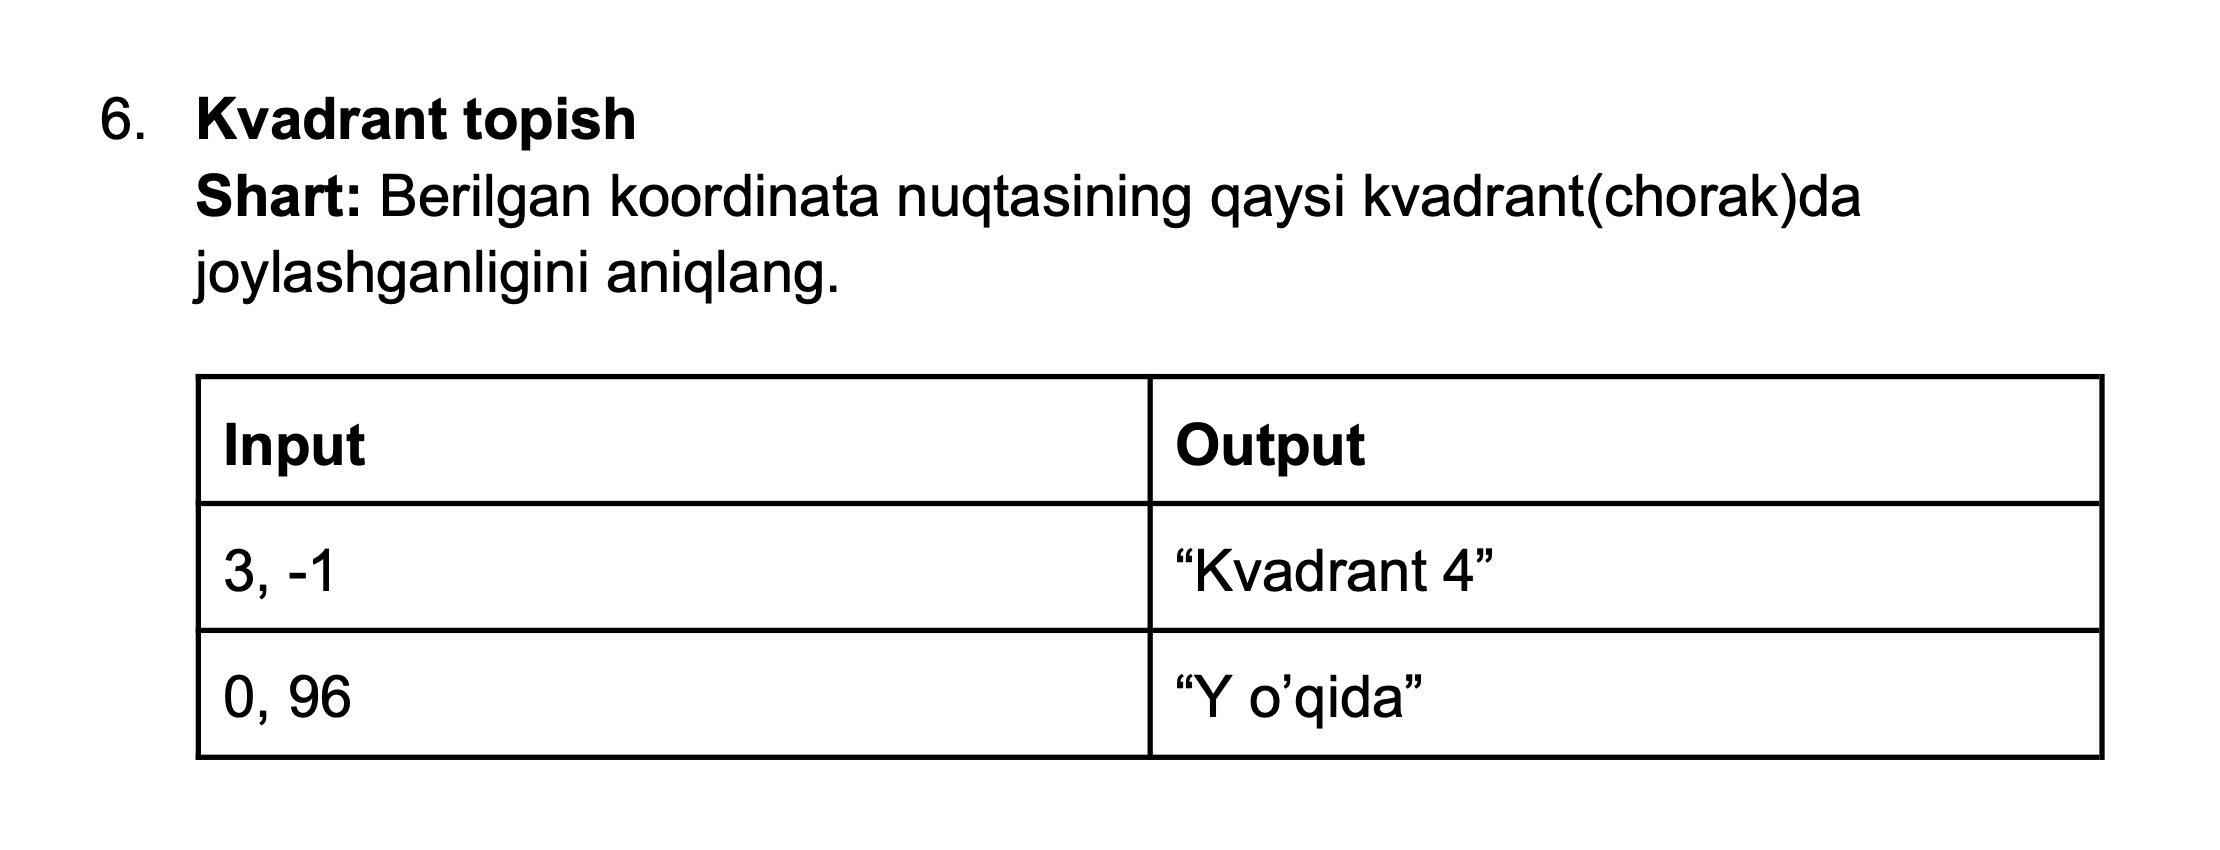 6. Kvadrant topish
Shart: Berilgan koordinata nuqtasining qaysi kvadrant(chorak)da
joylashganligini aniqlang.
Input Output
3, -1 “Kvadrant 4”
0, 96 “Y o’qida”